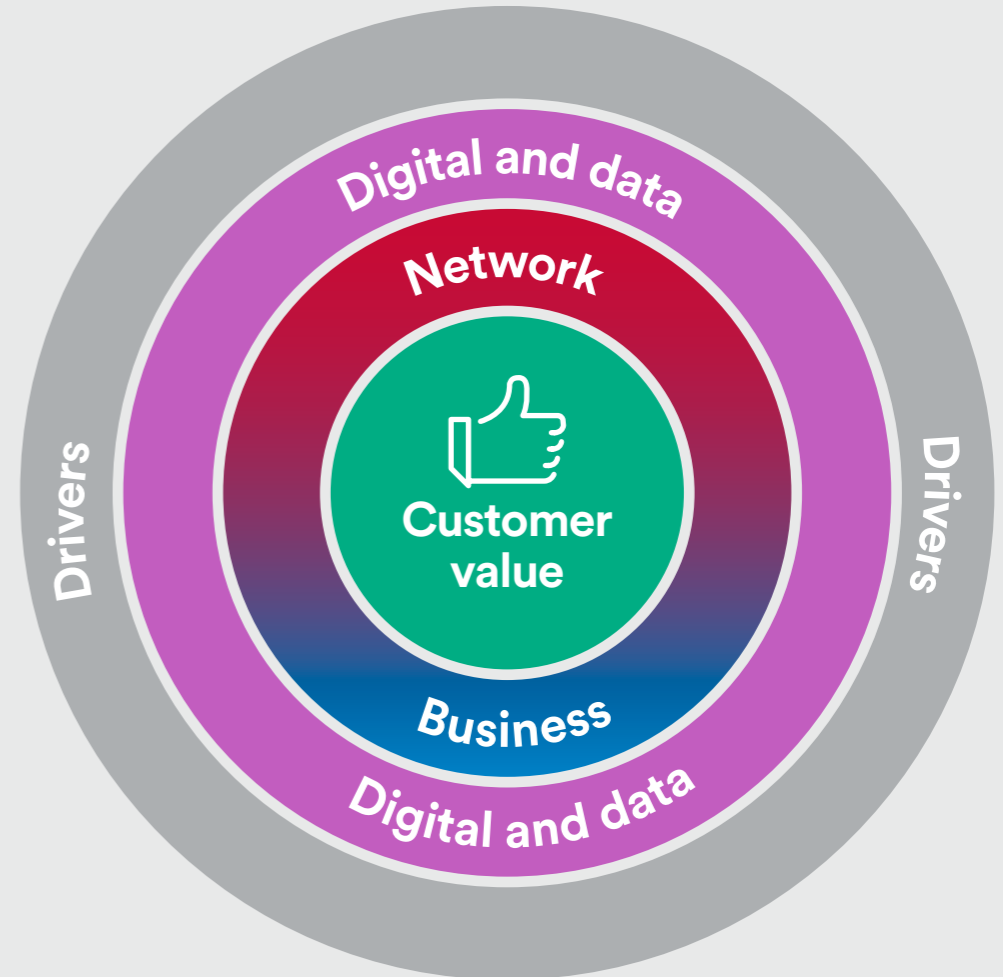 Digital and data
Network
Drivers
Customer
value
Drivers
Business
Digital and data